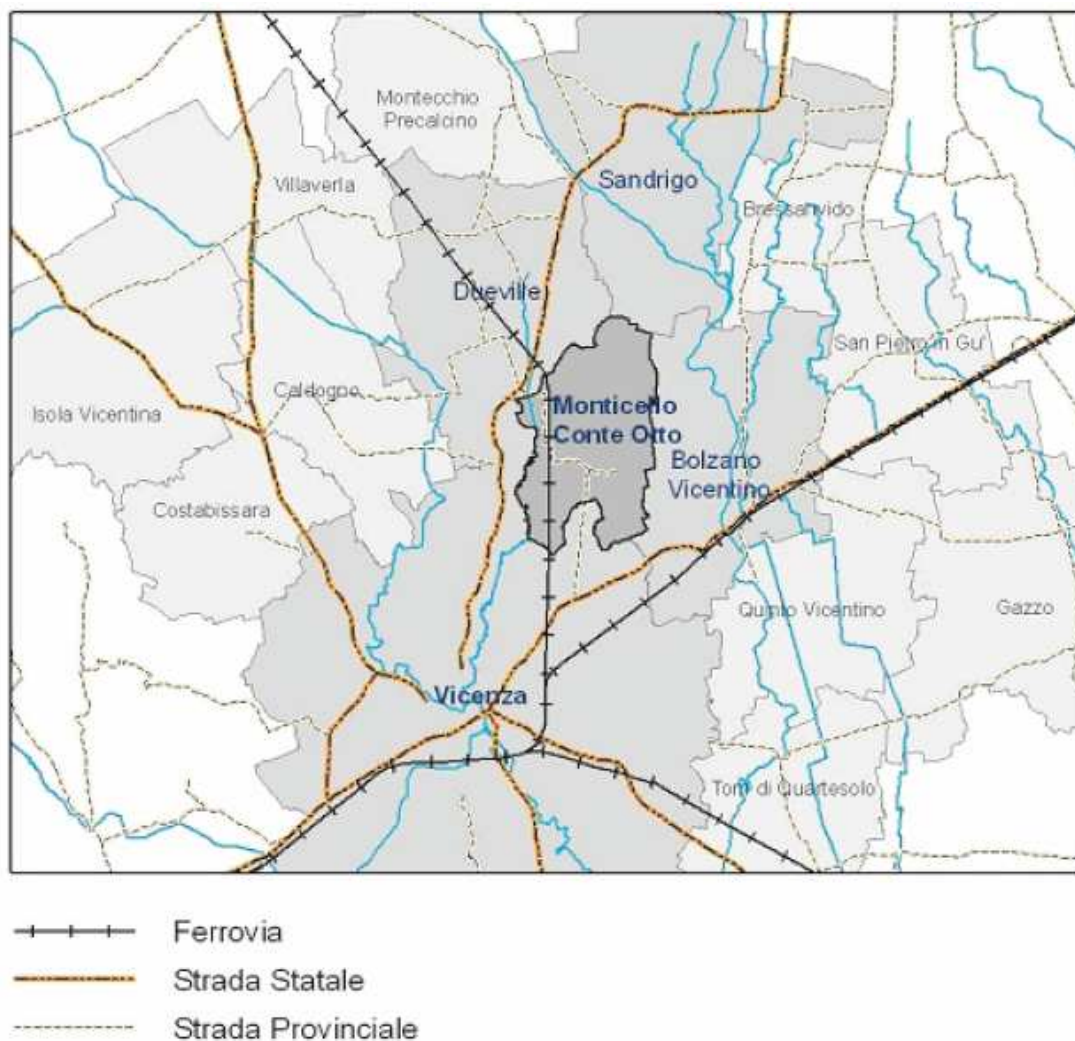 Montecchio
Precalcino
Villaverla
Sandrigo
Bressanvido
Dueville
San Pietro in Gu'
Isola Vicentina
Caldogno
Monticello
Conte Otto
Bolzano
Vicentino
Costabissara
Quinto Vicentino
Gazzo
Vicenza
Torri di Quartesolo
Ferrovia
Strada Statale
Strada Provinciale